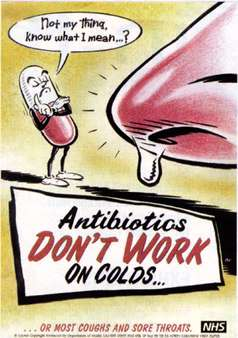 Not my thing,
know what I mean...?
Antibiotics
DON'T WORK
ON COLDS...
... OR MOST COUGHS AND SORE THROATS.
NHS